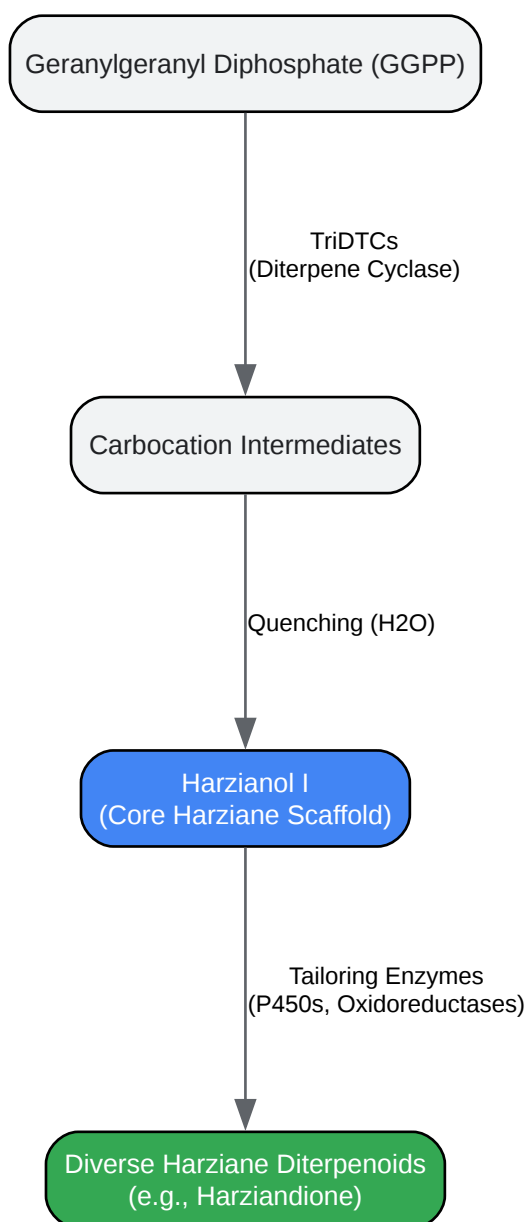 Geranylgeranyl Diphosphate (GGPP)
TriDTCs
(Diterpene Cyclase)
Carbocation Intermediates
Quenching (H2O)
Harzianol I
(Core Harziane Scaffold)
Tailoring Enzymes
(P450s, Oxidoreductases)
Diverse Harziane Diterpenoids
(e.g., Harziandione)